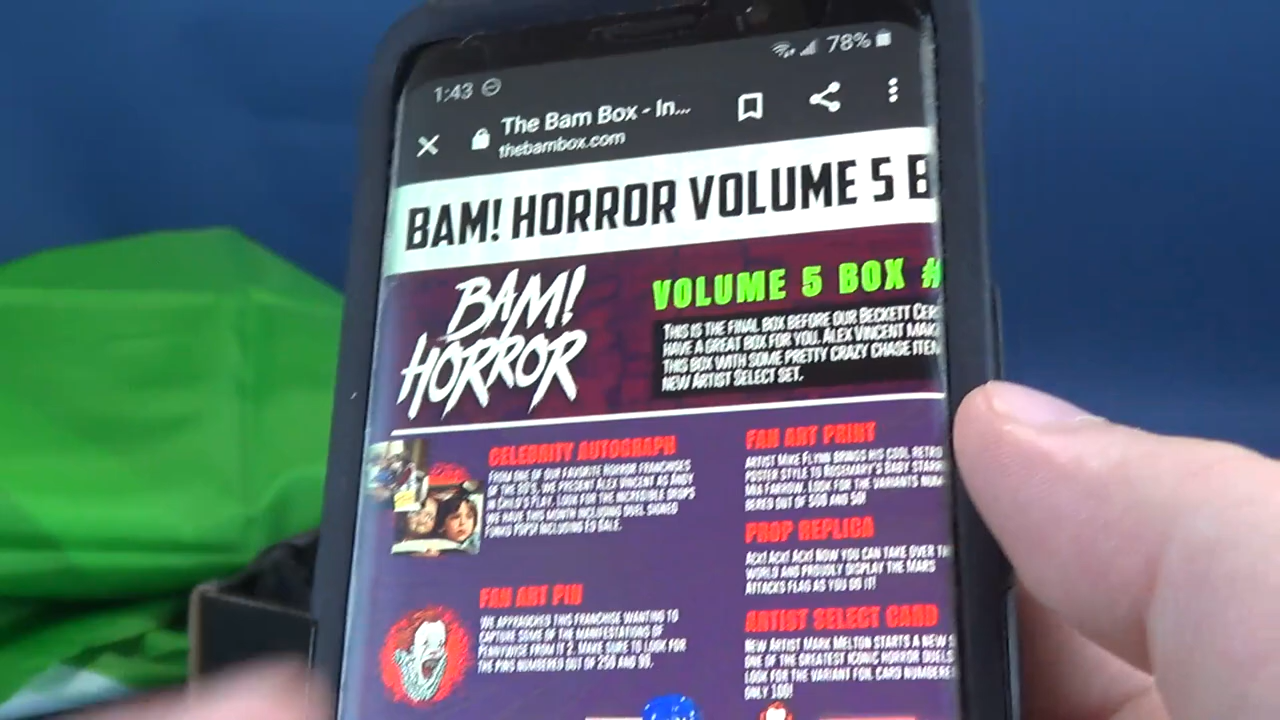 1:43
78%
The Bam Box - In...
thebambox.com
BAM! HORROR VOLUME 5 B
BAM!
HORROR
VOLUME 5 BOX #
THIS IS THE FINAL BOX BEFORE OUR BECKETT CER
HAVE A GREAT BOX FOR YOU. ALEX VINCENT MAK
THIS BOX WITH SOME PRETTY CRAZY CHASE ITEM
NEW ARTIST SELECT SET.
CELEBRITY AUTOGRAPH
FROM ONE OF OUR FAVORITE HORROR FRANCHISES
OF THE 80'S, WE PRESENT ALEX VINCENT AS ANDY
IN CHILD'S PLAY. LOOK FOR THE INCREDIBLE DROPS
WE HAVE THIS MONTH INCLUDING DUEL SIGNED
FUNKO POPS! INCLUDING ED GALE.
FAN ART PIN
WE APPROACHED THIS FRANCHISE WANTING TO
CAPTURE SOME OF THE MANIFESTATIONS OF
PENNYWISE FROM IT 2. MAKE SURE TO LOOK FOR
THE PINS NUMBERED OUT OF 250 AND 99.
FAN ART PRINT
ARTIST MIKE FLYNN BRINGS HIS COOL RETRO
POSTER STYLE TO ROSEMARY'S BABY STARR
MIA FARROW. LOOK FOR THE VARIANTS NUM-
BERED OUT OF 500 AND 50!
PROP REPLICA
ACK! ACK! ACK! NOW YOU CAN TAKE OVER TH
WORLD AND PROUDLY DISPLAY THE MARS
ATTACKS FLAG AS YOU DO IT!
ARTIST SELECT CARD
NEW ARTIST MARK MELTON STARTS A NEW S
ONE OF THE GREATEST ICONIC HORROR DUELS
LOOK FOR THE VARIANT FOIL CARD NUMBERE
ONLY 100!